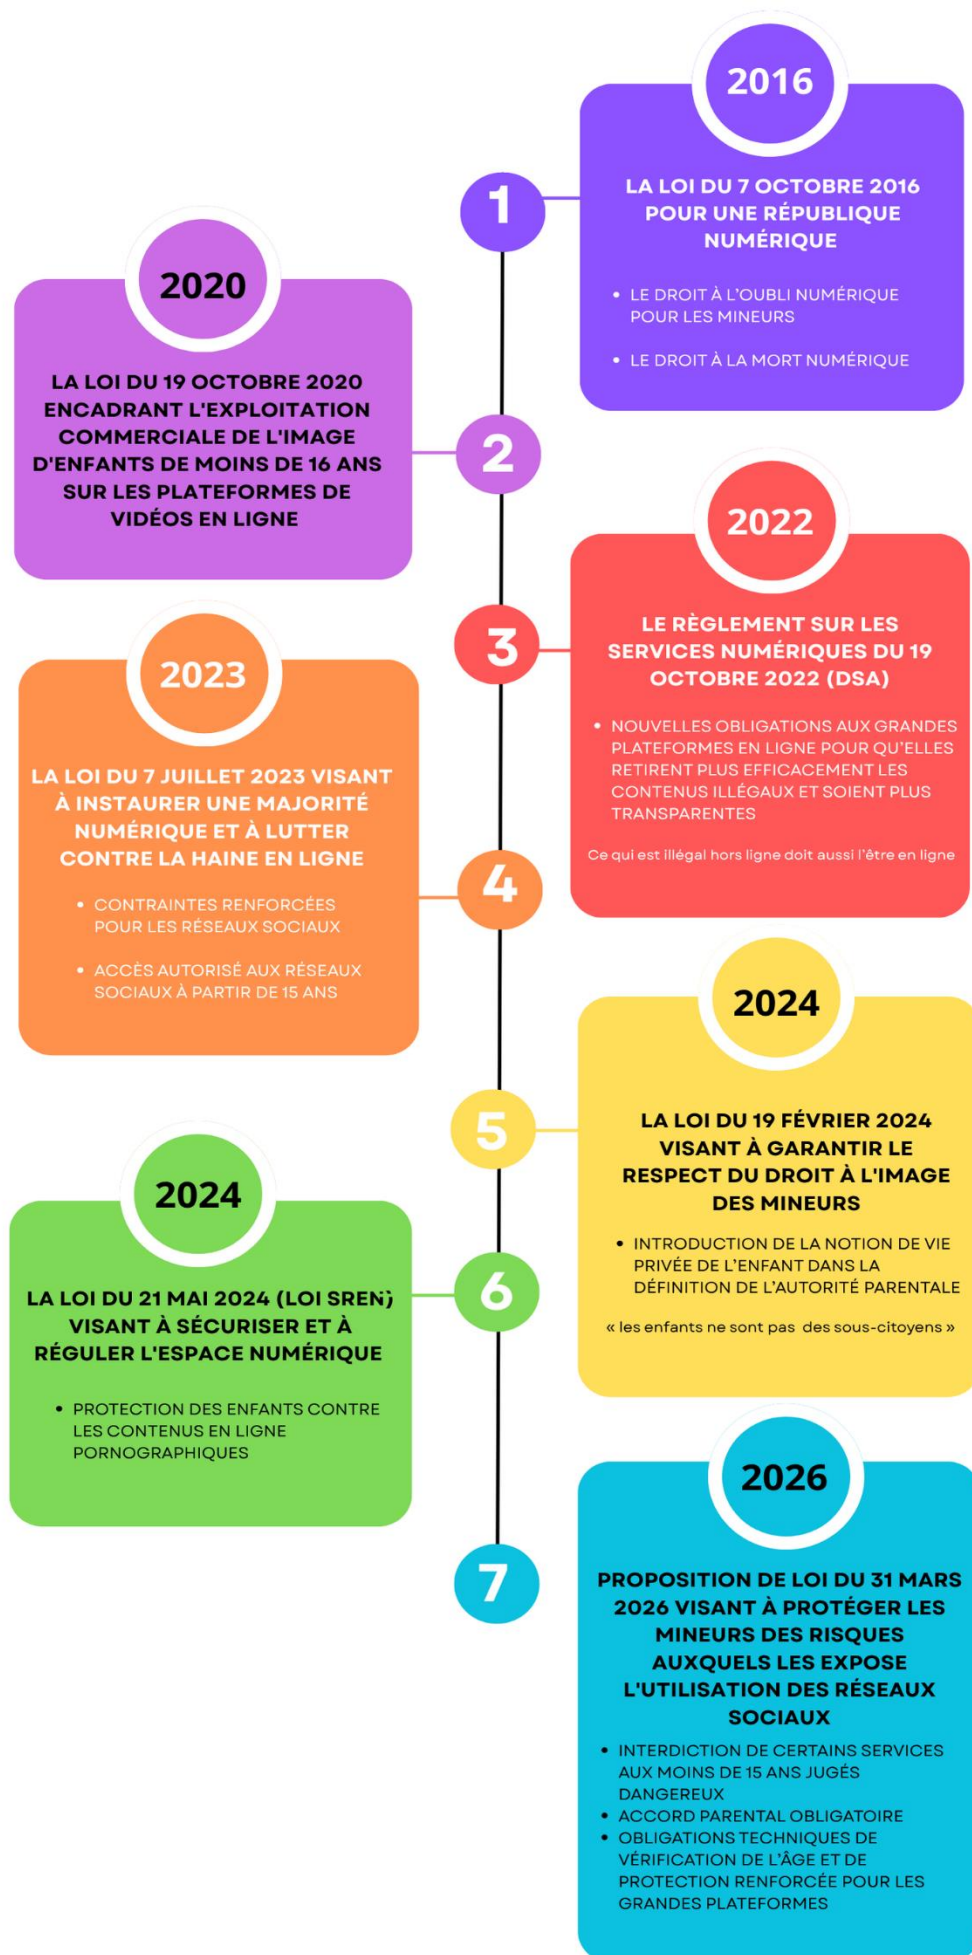 2016
1
LA LOI DU 7 OCTOBRE 2016
POUR UNE RÉPUBLIQUE
NUMÉRIQUE
• LE DROIT À L'OUBLI NUMÉRIQUE
POUR LES MINEURS
• LE DROIT À LA MORT NUMÉRIQUE
2020
2
LA LOI DU 19 OCTOBRE 2020
ENCADRANT L'EXPLOITATION
COMMERCIALE DE L'IMAGE
D'ENFANTS DE MOINS DE 16 ANS
SUR LES PLATEFORMES DE
VIDÉOS EN LIGNE
2022
3
LE RÈGLEMENT SUR LES
SERVICES NUMÉRIQUES DU 19
OCTOBRE 2022 (DSA)
• NOUVELLES OBLIGATIONS AUX GRANDES
PLATEFORMES EN LIGNE POUR QU'ELLES
RETIRENT PLUS EFFICACEMENT LES
CONTENUS ILLÉGAUX ET SOIENT PLUS
TRANSPARENTES
Ce qui est illégal hors ligne doit aussi l'être en ligne
2023
4
LA LOI DU 7 JUILLET 2023 VISANT
À INSTAURER UNE MAJORITÉ
NUMÉRIQUE ET À LUTTER
CONTRE LA HAINE EN LIGNE
• CONTRAINTES RENFORCÉES
POUR LES RÉSEAUX SOCIAUX
• ACCÈS AUTORISÉ AUX RÉSEAUX
SOCIAUX À PARTIR DE 15 ANS
2024
5
LA LOI DU 19 FÉVRIER 2024
VISANT À GARANTIR LE
RESPECT DU DROIT À L'IMAGE
DES MINEURS
• INTRODUCTION DE LA NOTION DE VIE
PRIVÉE DE L'ENFANT DANS LA
DÉFINITION DE L'AUTORITÉ PARENTALE
« les enfants ne sont pas des sous-citoyens »
2024
6
LA LOI DU 21 MAI 2024 (LOI SREN)
VISANT À SÉCURISER ET À
RÉGULER L'ESPACE NUMÉRIQUE
• PROTECTION DES ENFANTS CONTRE
LES CONTENUS EN LIGNE
PORNOGRAPHIQUES
2026
7
PROPOSITION DE LOI DU 31 MARS
2026 VISANT À PROTÉGER LES
MINEURS DES RISQUES
AUXQUELS LES EXPOSE
L'UTILISATION DES RÉSEAUX
SOCIAUX
• INTERDICTION DE CERTAINS SERVICES
AUX MOINS DE 15 ANS JUGÉS
DANGEREUX
• ACCORD PARENTAL OBLIGATOIRE
• OBLIGATIONS TECHNIQUES DE
VÉRIFICATION DE L'ÂGE ET DE
PROTECTION RENFORCÉE POUR LES
GRANDES PLATEFORMES